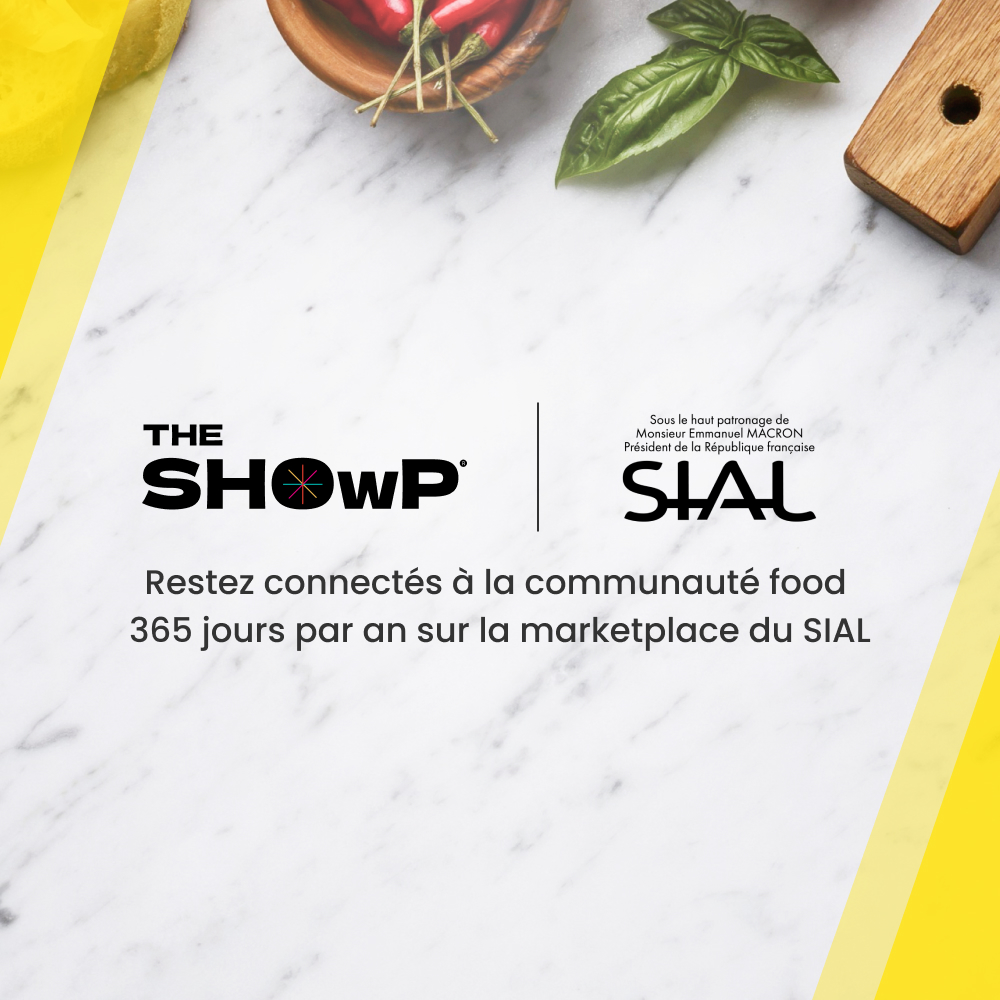 THE
SHOWP®
Sous le haut patronage de
Monsieur Emmanuel MACRON
Président de la République française
SIAL
Restez connectés à la communauté food
365 jours par an sur la marketplace du SIAL